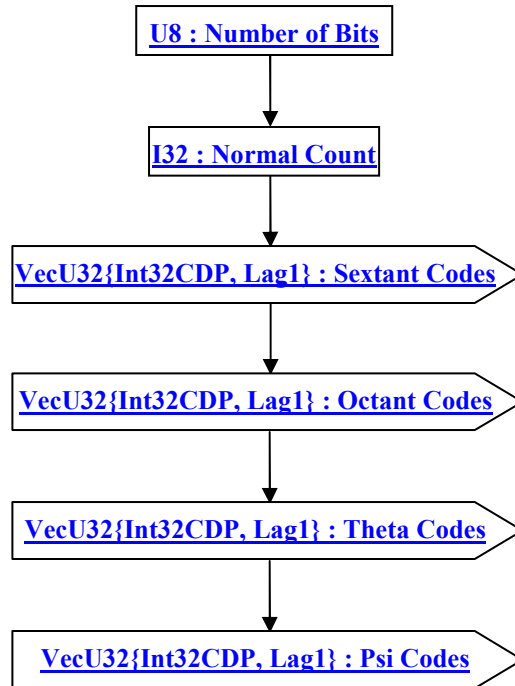 U8 : Number of Bits
I32 : Normal Count
VecU32{Int32CDP, Lag1} : Sextant Codes
VecU32{Int32CDP, Lag1} : Octant Codes
VecU32{Int32CDP, Lag1} : Theta Codes
VecU32{Int32CDP, Lag1} : Psi Codes